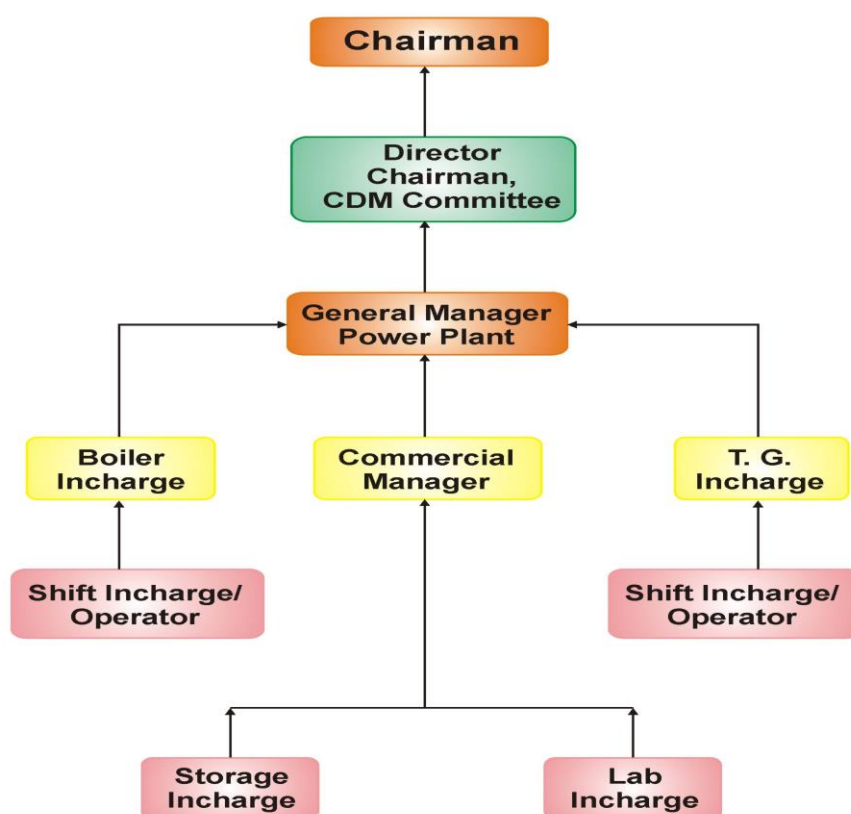 Chairman
Director
Chairman,
CDM Committee
General Manager
Power Plant
Boiler
Incharge
Commercial
Manager
T. G.
Incharge
Shift Incharge/
Operator
Shift Incharge/
Operator
Storage
Incharge
Lab
Incharge